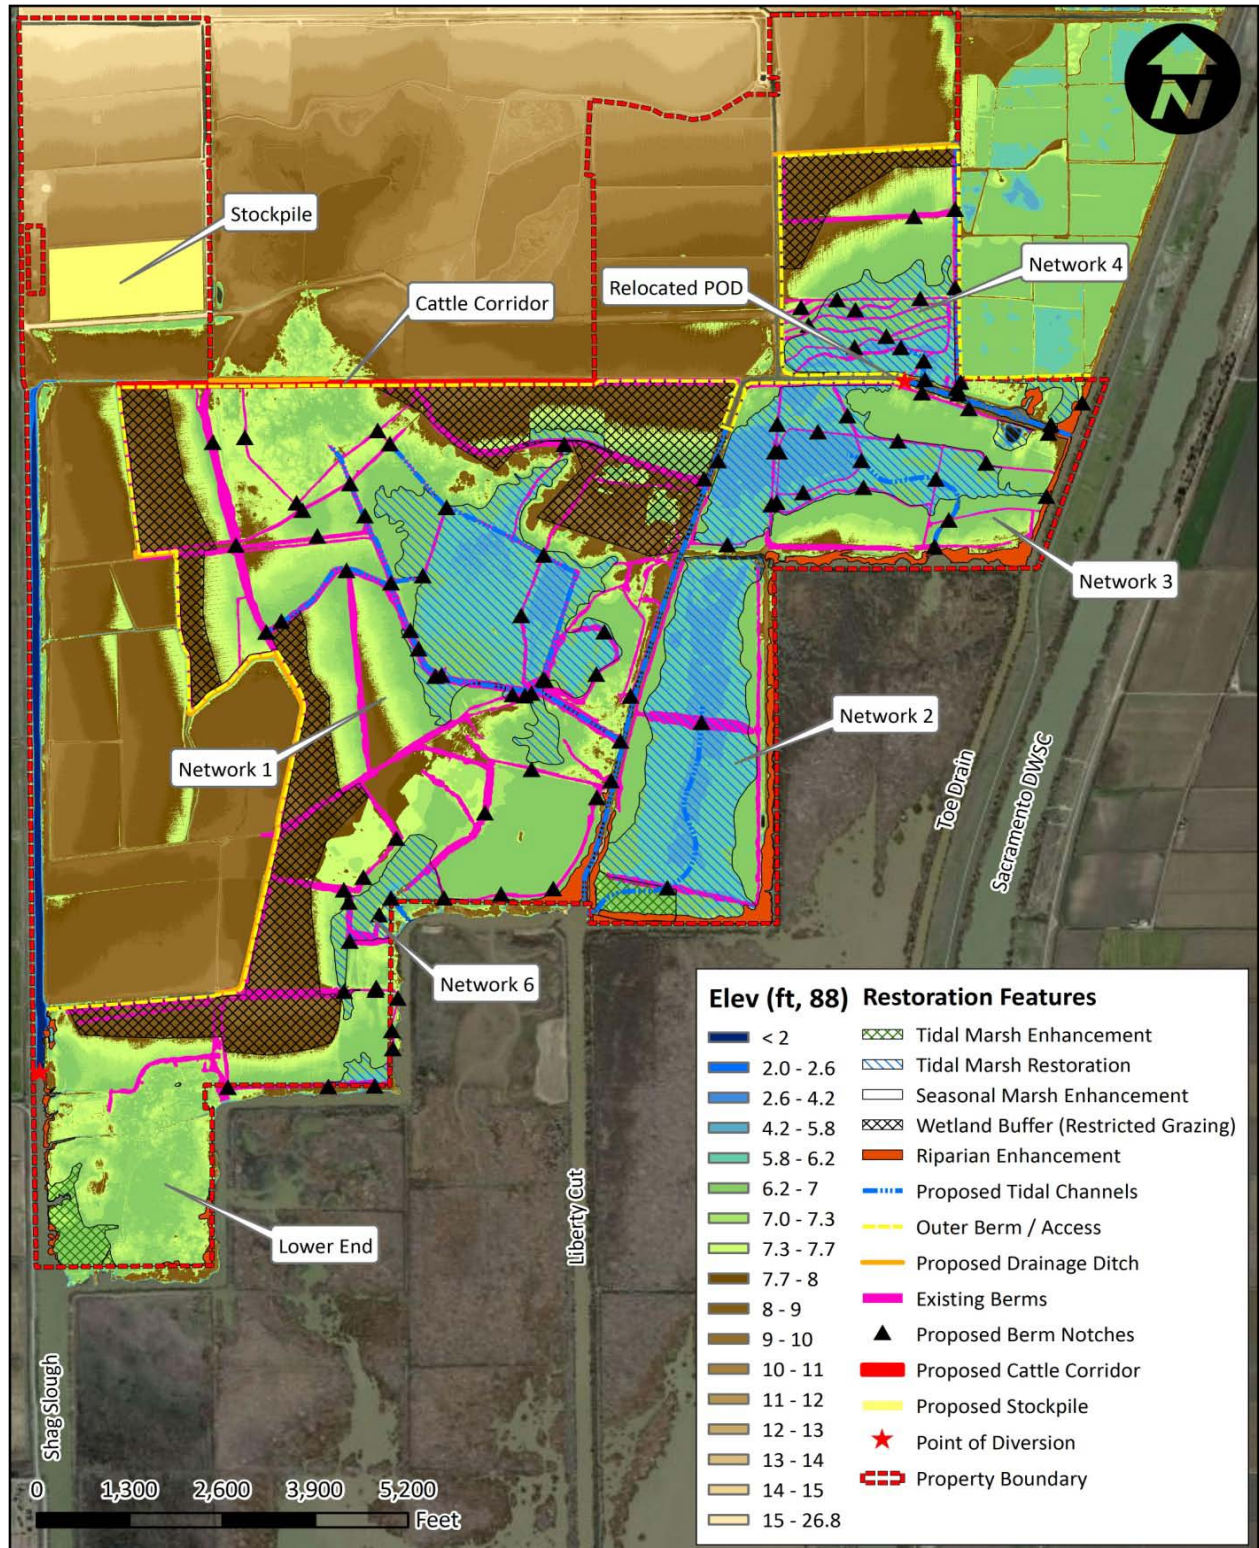 N
Stockpile
Network 4
Relocated POD
Cattle Corridor
Network 3
Network 2
Network 1
Toe Drain
Sacramento DWSC
Network 6
Lower End
Liberty Cut
Shag Slough
0 1,300 2,600 3,900 5,200
Feet
Elev (ft, 88)
< 2
2.0 - 2.6
2.6 - 4.2
4.2 - 5.8
5.8 - 6.2
6.2 - 7
7.0 - 7.3
7.3 - 7.7
7.7 - 8
8 - 9
9 - 10
10 - 11
11 - 12
12 - 13
13 - 14
14 - 15
15 - 26.8
Restoration Features
Tidal Marsh Enhancement
Tidal Marsh Restoration
Seasonal Marsh Enhancement
Wetland Buffer (Restricted Grazing)
Riparian Enhancement
Proposed Tidal Channels
Outer Berm / Access
Proposed Drainage Ditch
Existing Berms
Proposed Berm Notches
Proposed Cattle Corridor
Proposed Stockpile
Point of Diversion
Property Boundary